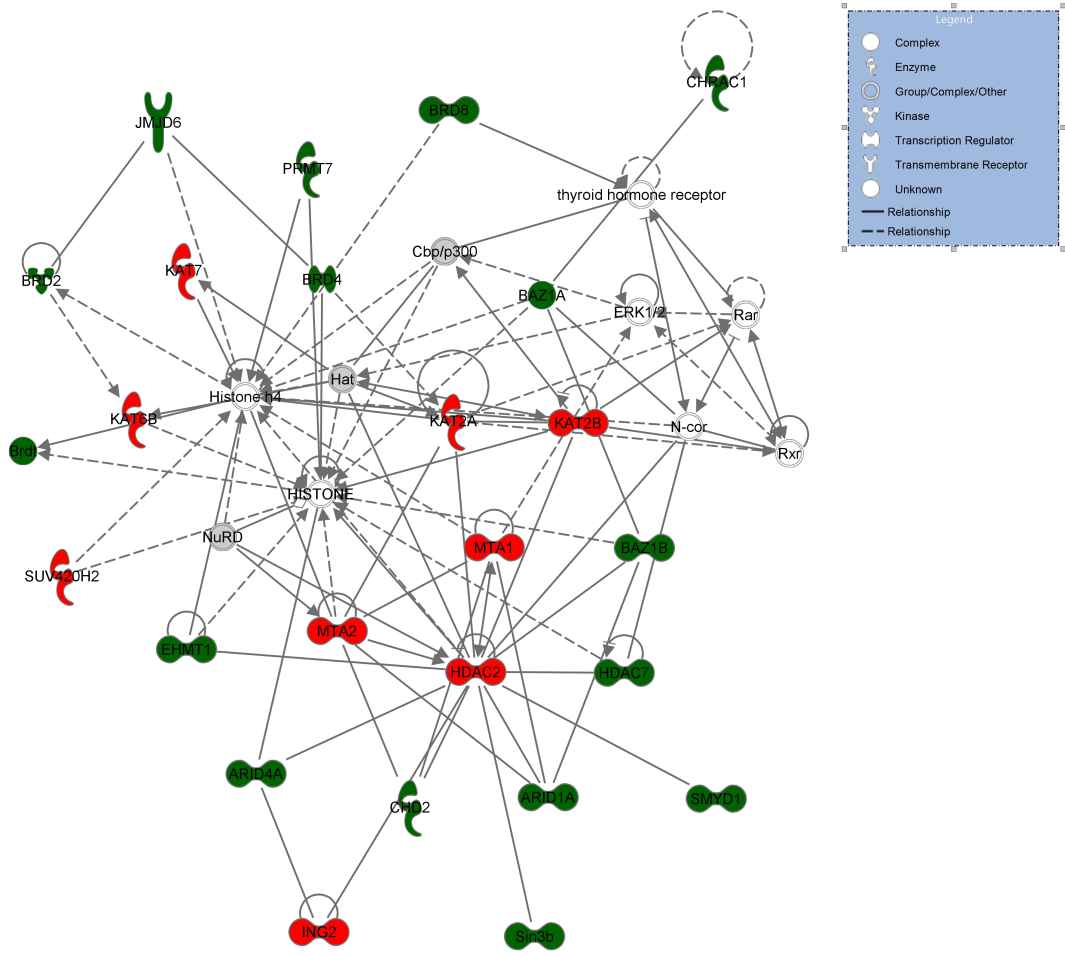 Legend
Complex
Enzyme
Group/Complex/Other
Kinase
Transcription Regulator
Transmembrane Receptor
Unknown
Relationship
Relationship
CHRAC1
BRD8
JMJD6
PRMT7
thyroid hormone receptor
Cbp/p300
KAT7
BRD2
BRD4
BAZ1A
ERK1/2
Rar
Hat
Histone h4
KAT6B
KAT2A
KAT2B
N-cor
Brdt
Rxr
HISTONE
NuRD
MTA1
BAZ1B
SUV420H2
MTA2
EHMT1
HDAC2
HDAC7
ARID4A
CHD2
ARID1A
SMYD1
ING2
Sin3b